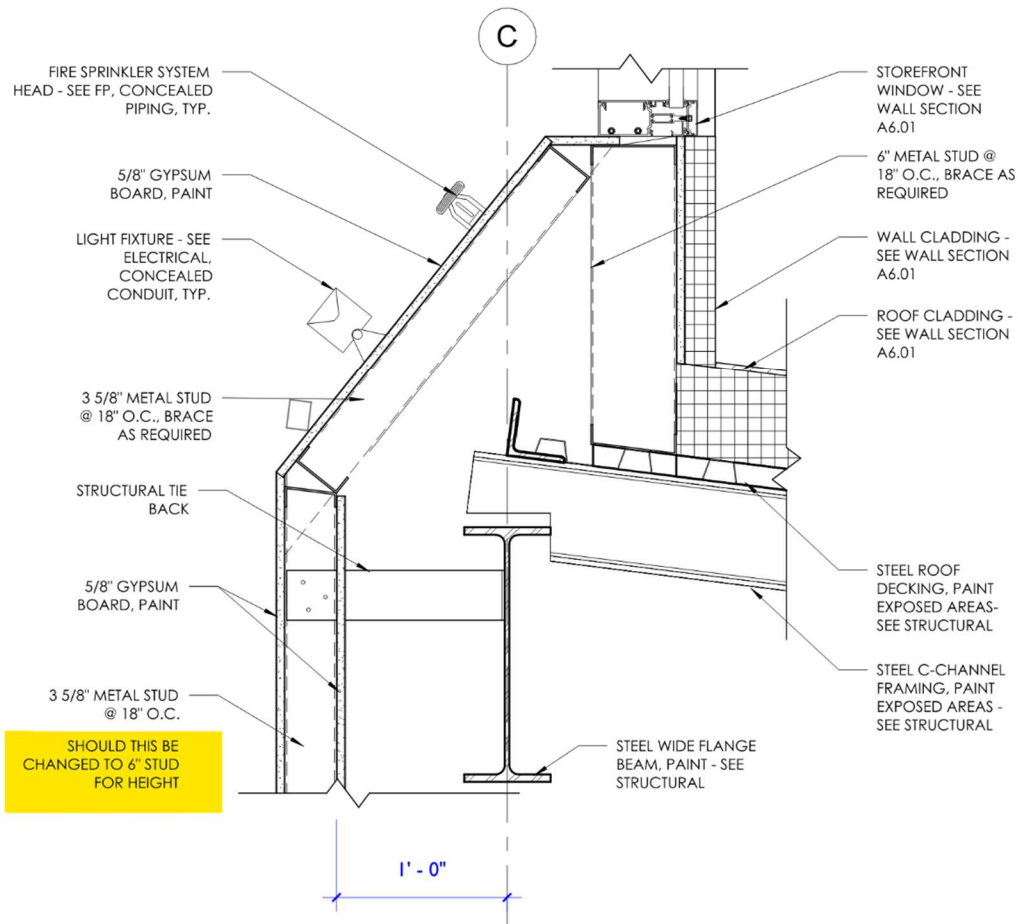 C
FIRE SPRINKLER SYSTEM
HEAD - SEE FP, CONCEALED
PIPING, TYP.
5/8" GYPSUM
BOARD, PAINT
LIGHT FIXTURE - SEE
ELECTRICAL,
CONCEALED
CONDUIT, TYP.
3 5/8" METAL STUD
@ 18" O.C., BRACE
AS REQUIRED
STRUCTURAL TIE
BACK
5/8" GYPSUM
BOARD, PAINT
3 5/8" METAL STUD
@ 18" O.C.
SHOULD THIS BE
CHANGED TO 6" STUD
FOR HEIGHT
STOREFRONT
WINDOW - SEE
WALL SECTION
A6.01
6" METAL STUD @
18" O.C., BRACE AS
REQUIRED
WALL CLADDING -
SEE WALL SECTION
A6.01
ROOF CLADDING -
SEE WALL SECTION
A6.01
STEEL ROOF
DECKING, PAINT
EXPOSED AREAS-
SEE STRUCTURAL
STEEL C-CHANNEL
FRAMING, PAINT
EXPOSED AREAS -
SEE STRUCTURAL
STEEL WIDE FLANGE
BEAM, PAINT - SEE
STRUCTURAL
1' - 0"